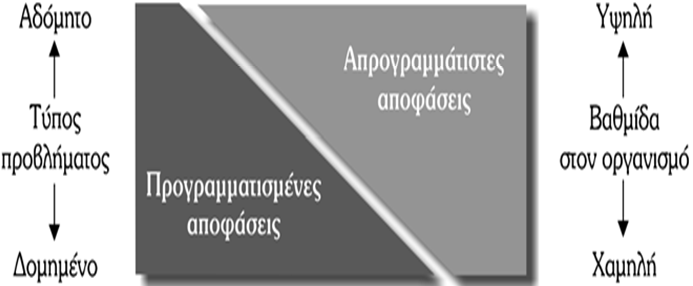 Αδόμητο
Τύπος
προβλήματος
Δομημένο
Απρογραμμάτιστες
αποφάσεις
Προγραμματισμένες
αποφάσεις
Υψηλή
Βαθμίδα
στον οργανισμό
Χαμηλή